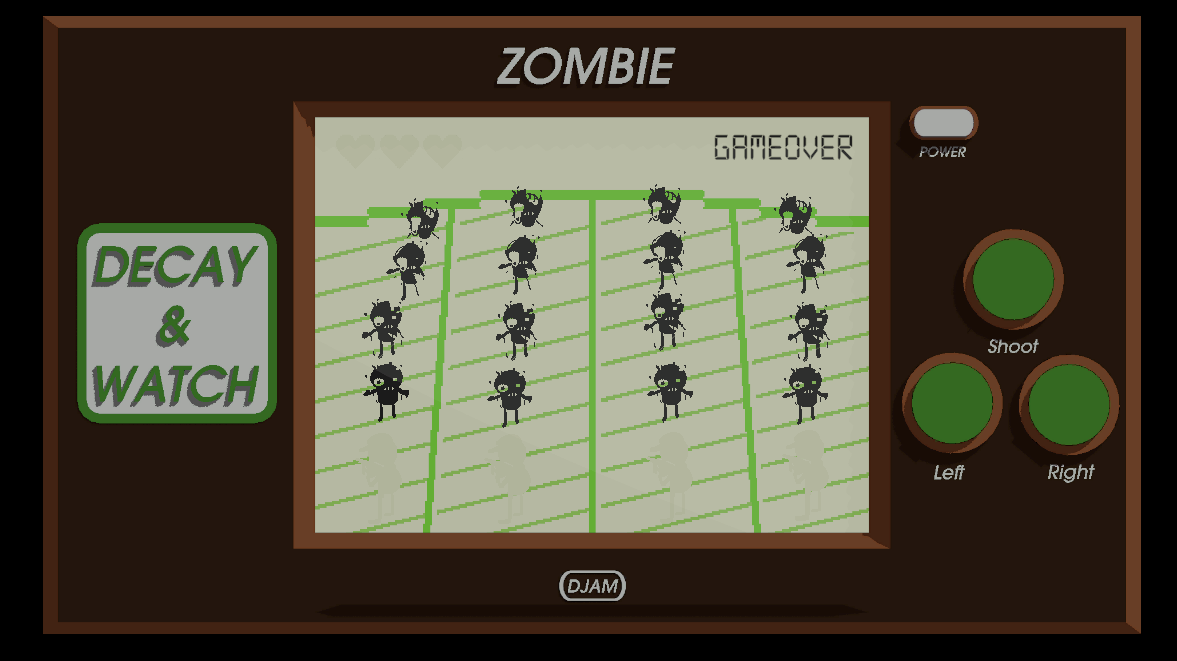 ZOMBIE
GAMEOVER
POWER
DECAY
&
WATCH
Shoot
Left
Right
DJAM